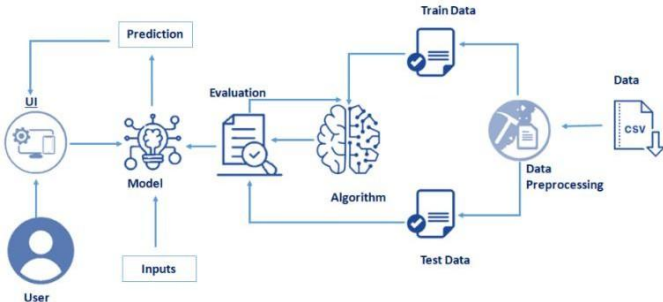 Train Data
Prediction
Data
UI
Evaluation
CSV
Model
Algorithm
Data
Preprocessing
Inputs
Test Data
User